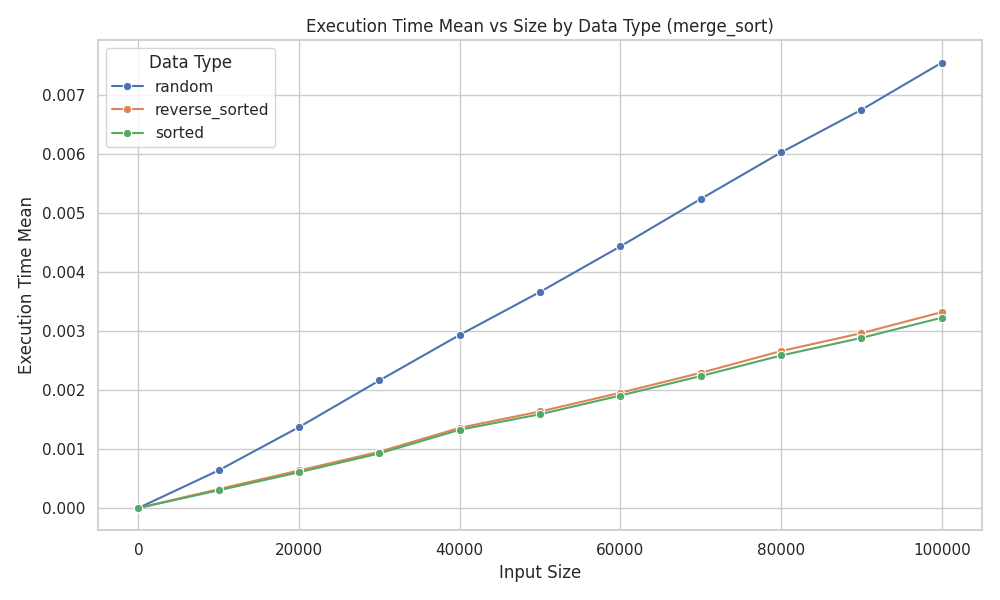 Execution Time Mean vs Size by Data Type (merge_sort)
Data Type
random
reverse_sorted
sorted
Execution Time Mean
0.007
0.006
0.005
0.004
0.003
0.002
0.001
0.000
0
20000
40000
60000
80000
100000
Input Size